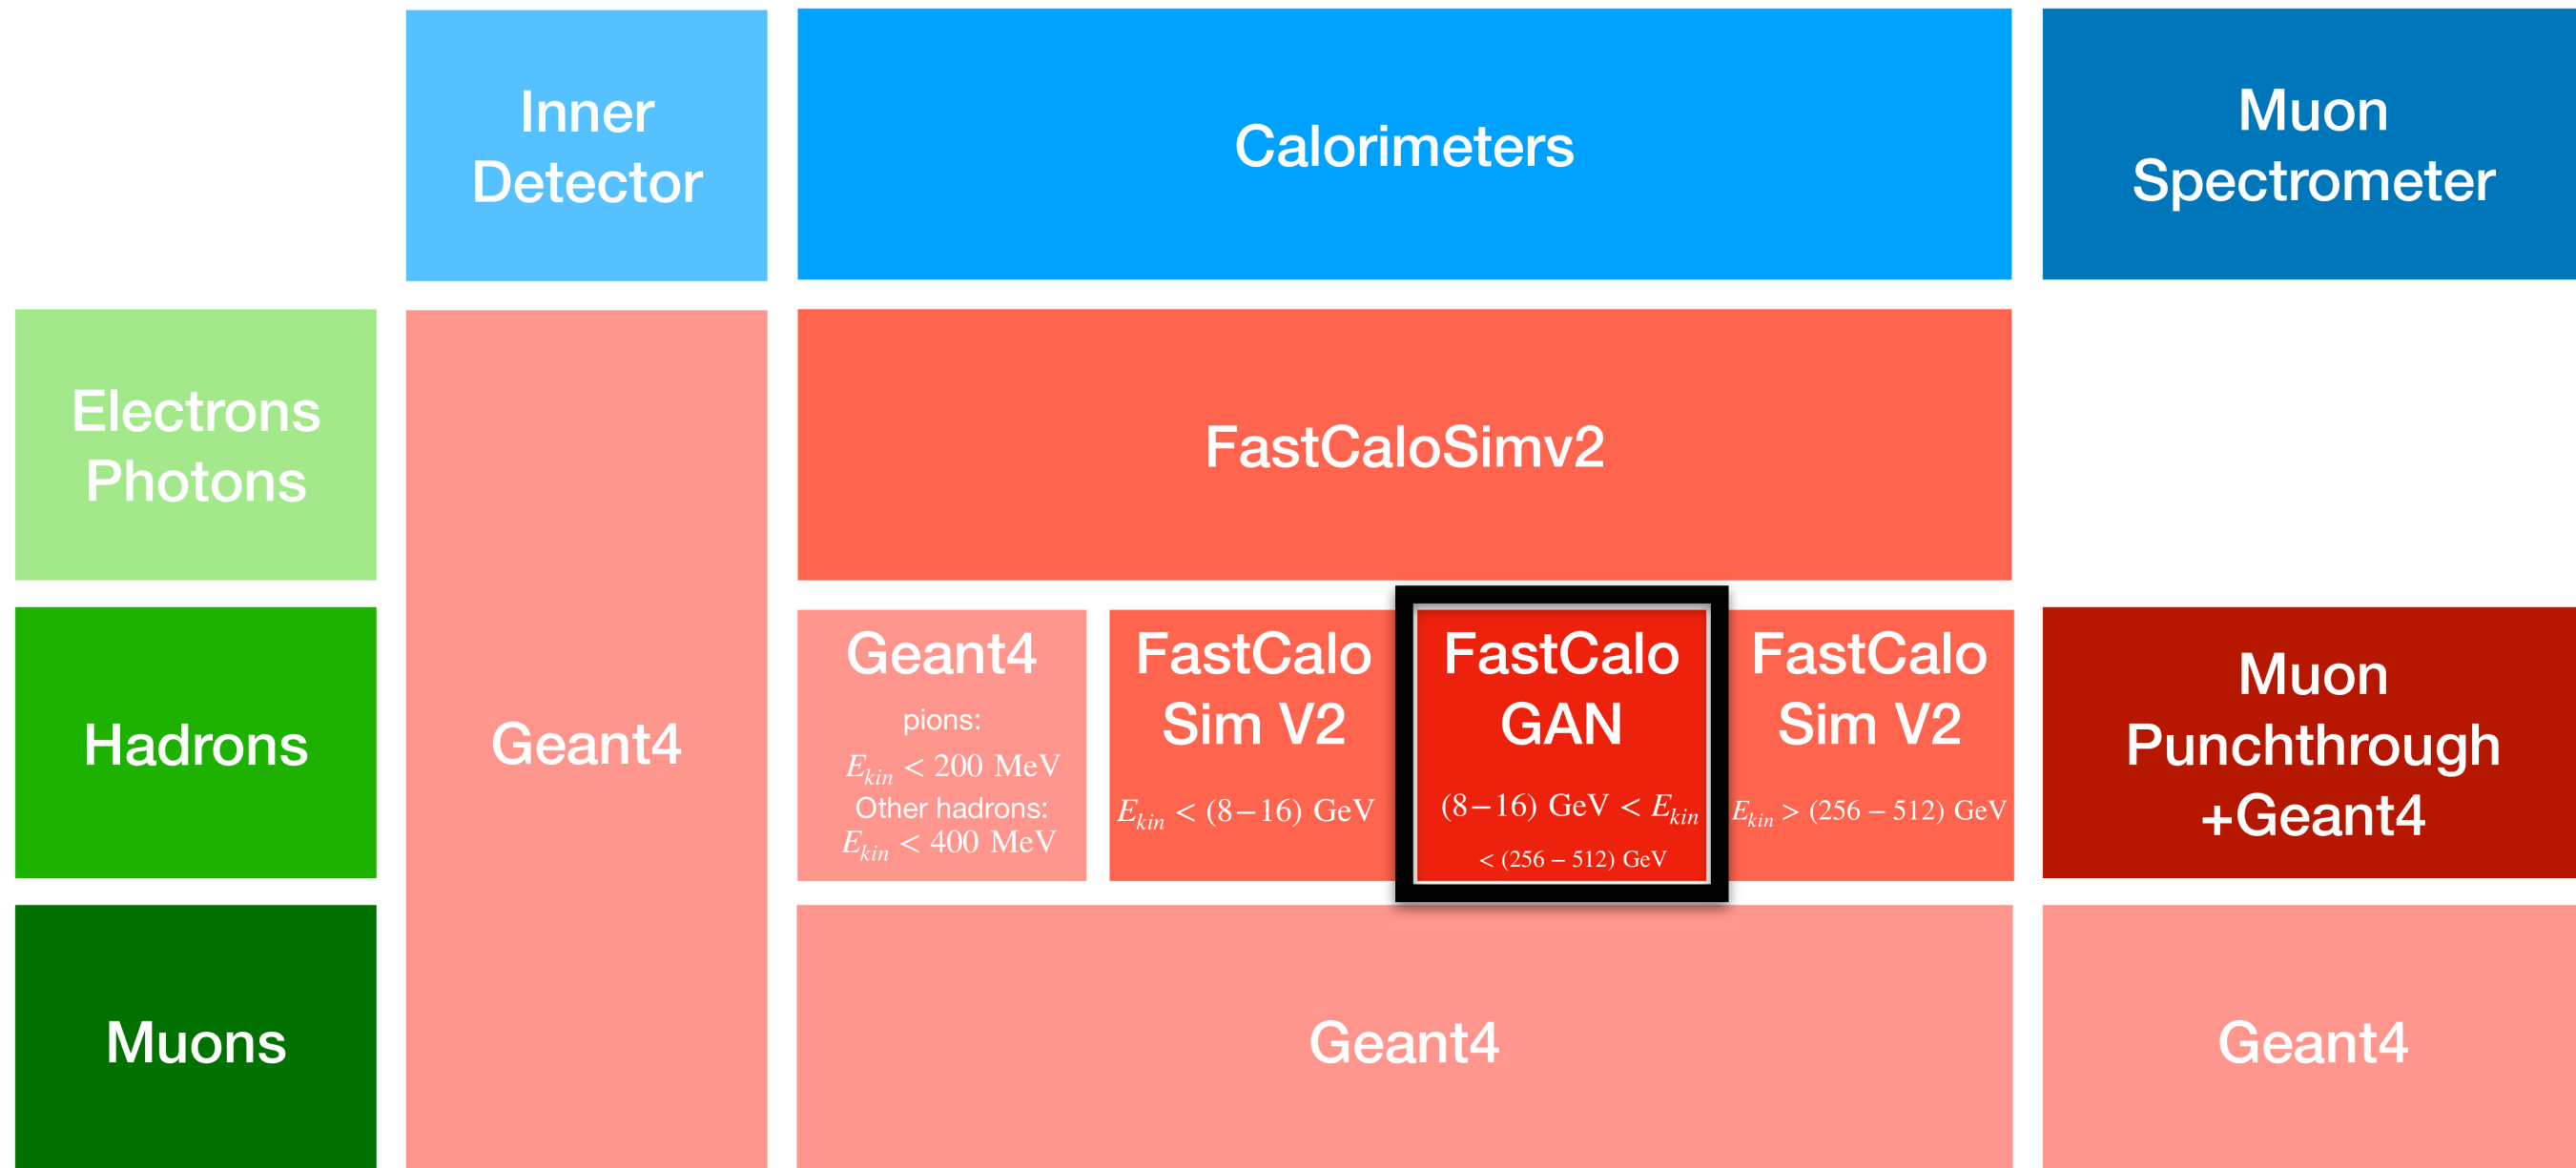 Inner
Detector
Calorimeters
Muon
Spectrometer
Electrons
Photons
FastCaloSimv2
Hadrons
Geant4
Geant4
pions:
E_kin < 200 MeV
Other hadrons:
E_kin < 400 MeV
FastCalo
Sim V2
E_kin < (8−16) GeV
FastCalo
GAN
(8−16) GeV < E_kin
< (256 − 512) GeV
FastCalo
Sim V2
E_kin > (256 − 512) GeV
Muon
Punchthrough
+Geant4
Muons
Geant4
Geant4